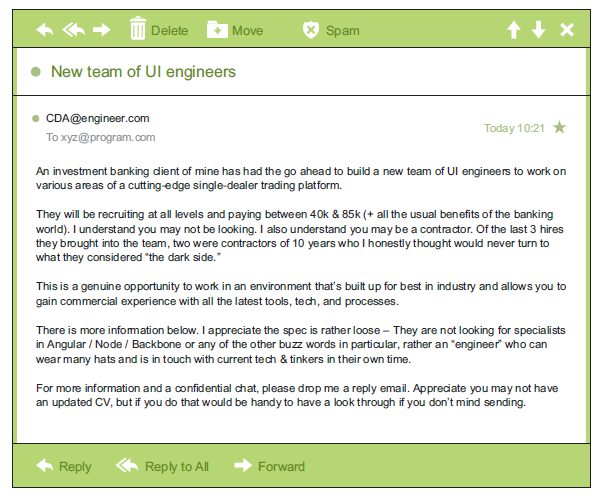 Delete Move Spam
New team of UI engineers
CDA@engineer.com
To xyz@program.com
Today 10:21
An investment banking client of mine has had the go ahead to build a new team of UI engineers to work on
various areas of a cutting-edge single-dealer trading platform.
They will be recruiting at all levels and paying between 40k & 85k (+ all the usual benefits of the banking
world). I understand you may not be looking. I also understand you may be a contractor. Of the last 3 hires
they brought into the team, two were contractors of 10 years who I honestly thought would never turn to
what they considered “the dark side.”
This is a genuine opportunity to work in an environment that’s built up for best in industry and allows you to
gain commercial experience with all the latest tools, tech, and processes.
There is more information below. I appreciate the spec is rather loose – They are not looking for specialists
in Angular / Node / Backbone or any of the other buzz words in particular, rather an “engineer” who can
wear many hats and is in touch with current tech & tinkers in their own time.
For more information and a confidential chat, please drop me a reply email. Appreciate you may not have
an updated CV, but if you do that would be handy to have a look through if you don’t mind sending.
Reply Reply to All Forward